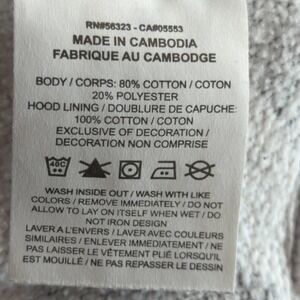 RN#56323 - CA#05553
MADE IN CAMBODIA
FABRIQUE AU CAMBODGE
BODY / CORPS: 80% COTTON / COTON
20% POLYESTER
HOOD LINING / DOUBLURE DE CAPUCHE:
100% COTTON / COTON
EXCLUSIVE OF DECORATION /
DECORATION NON COMPRISE
40C
WASH INSIDE OUT / WASH WITH LIKE
COLORS / REMOVE IMMEDIATELY / DO NOT
ALLOW TO LAY ON ITSELF WHEN WET / DO
NOT IRON DESIGN
LAVER A L'ENVERS / LAVER AVEC COULEURS
SIMILAIRES / ENLEVER IMMEDIATEMENT / NE
PAS LAISSER LE VÊTEMENT PLIÉ LORSQU'IL
EST MOUILLÉ / NE PAS REPASSER LE DESSIN